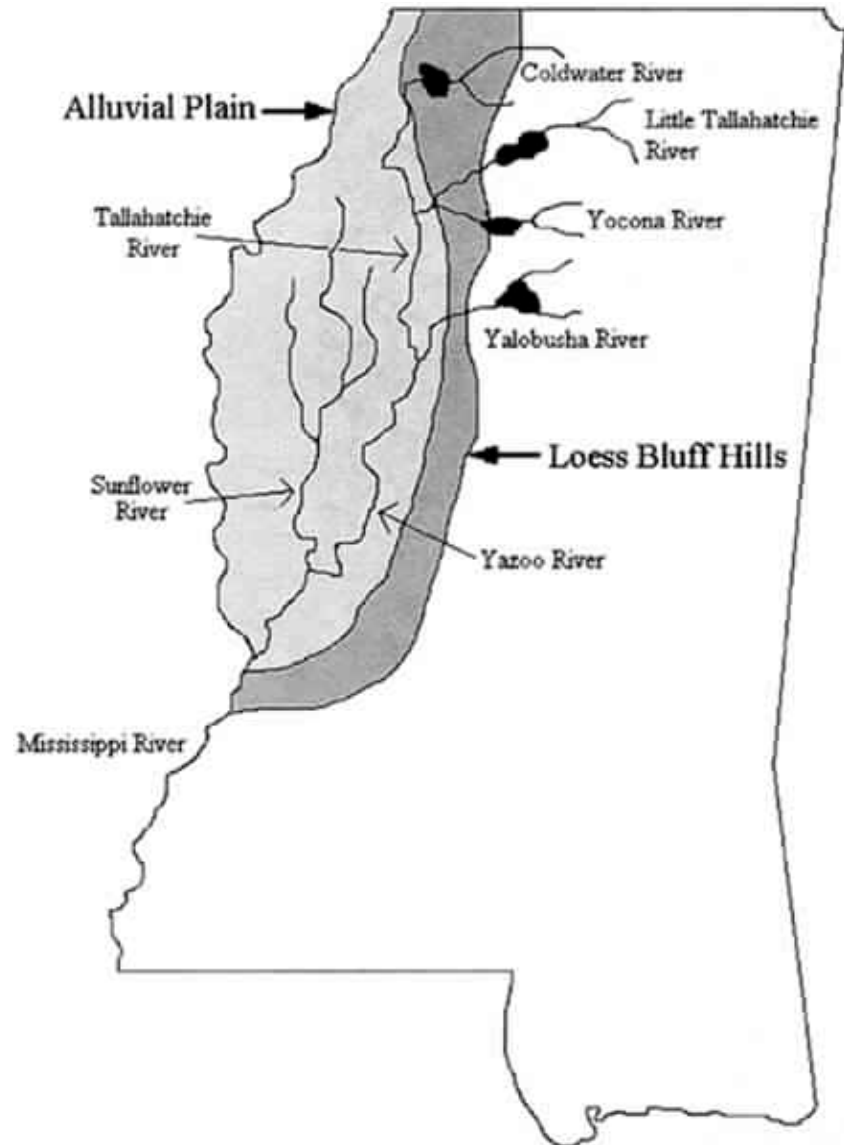 Coldwater River
Alluvial Plain
Little Tallahatchie
River
Tallahatchie
River
Yocona River
Yalobusha River
Loess Bluff Hills
Sunflower
River
Yazoo River
Mississippi River